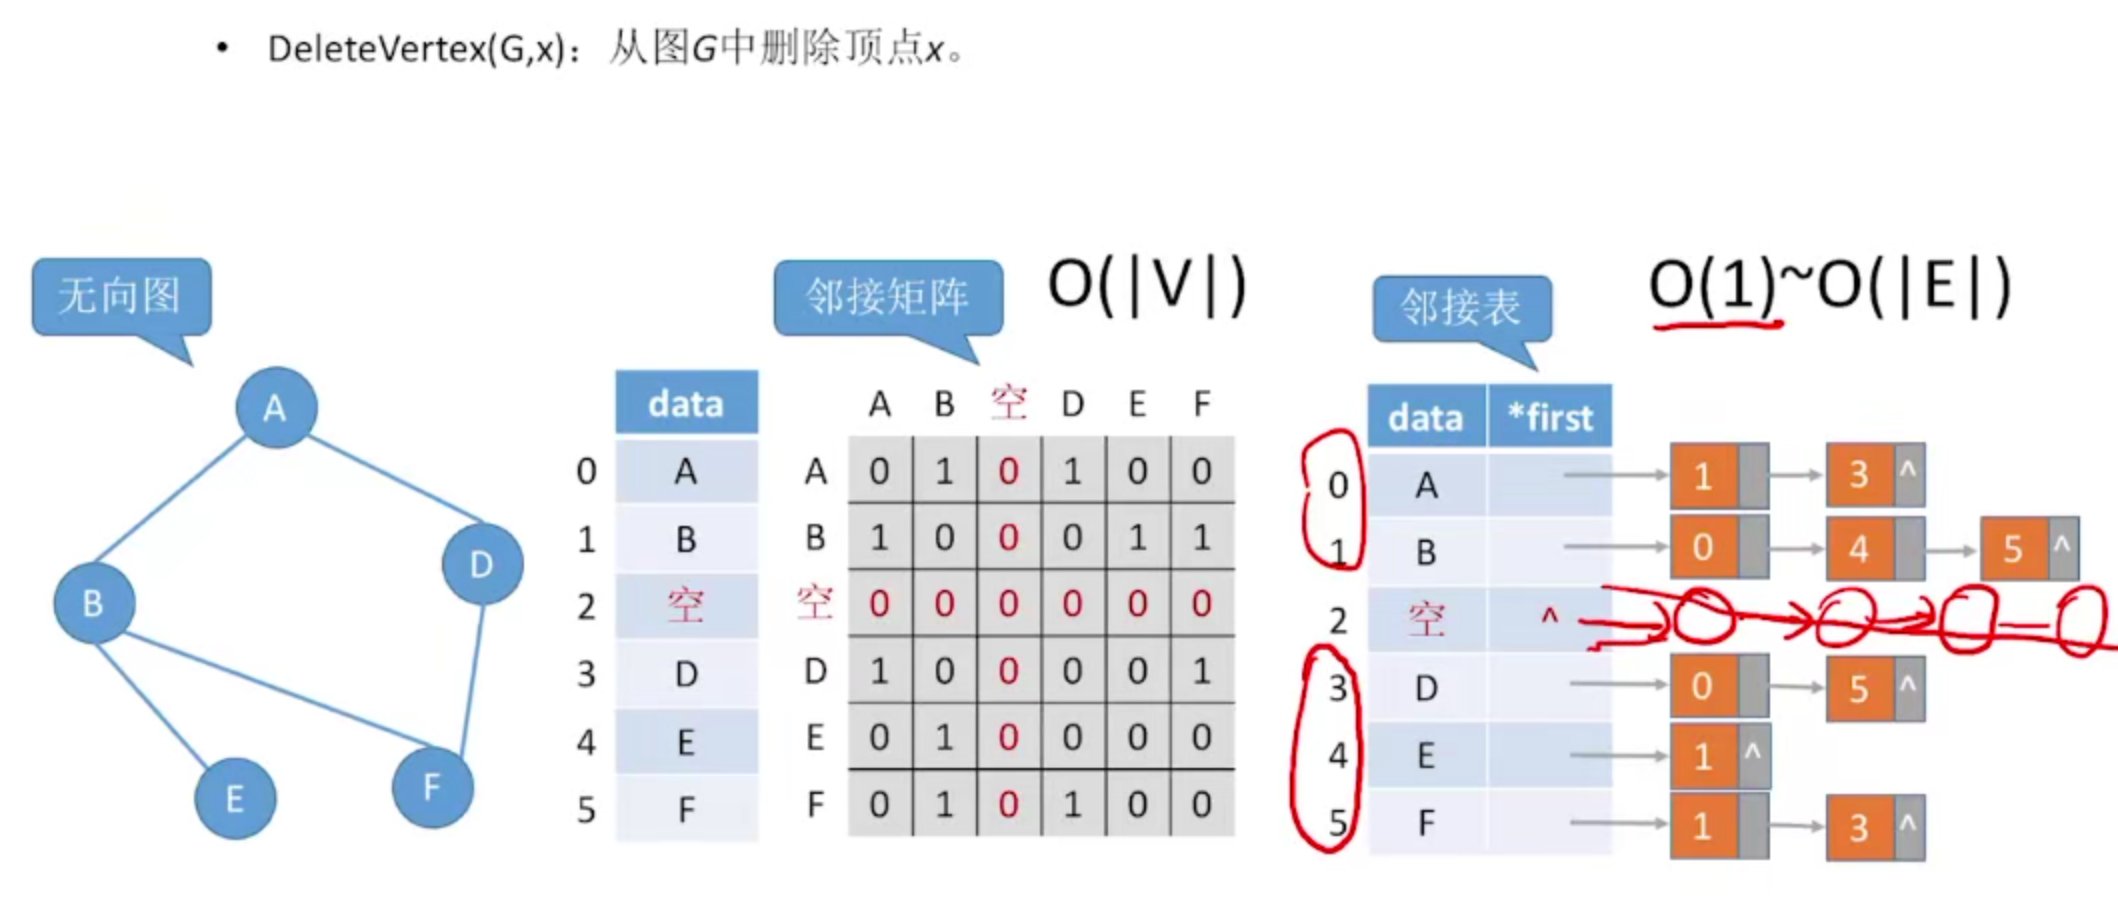 • DeleteVertex(G,x)：从图G中删除顶点x。
无向图
邻接矩阵
O(|V|)
邻接表
O(1)~O(|E|)
A
B
D
E
F
data
0 A
1 B
2 空
3 D
4 E
5 F
A B 空 D E F
A 0 1 0 1 0 0
B 1 0 0 0 1 1
空 0 0 0 0 0 0
D 1 0 0 0 0 1
E 0 1 0 0 0 0
F 0 1 0 1 0 0
data *first
0 A 1 3 ^
1 B 0 4 5 ^
2 空 ^
3 D 0 5 ^
4 E 1 ^
5 F 1 3 ^